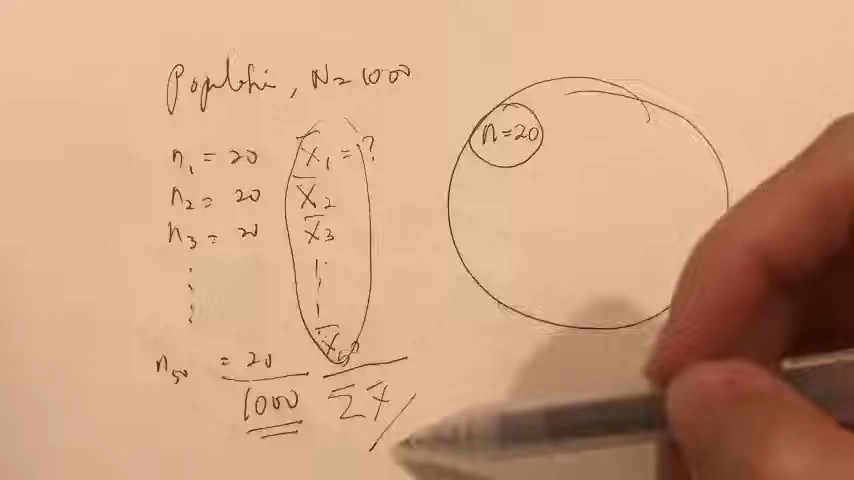 Population, N = 1000
n=20
n₁ = 20 X̄₁ = ?
n₂ = 20 X̄₂
n₃ = 20 X̄₃
n₅₀ = 20 X̄₅₀
1000 ΣX̄ /